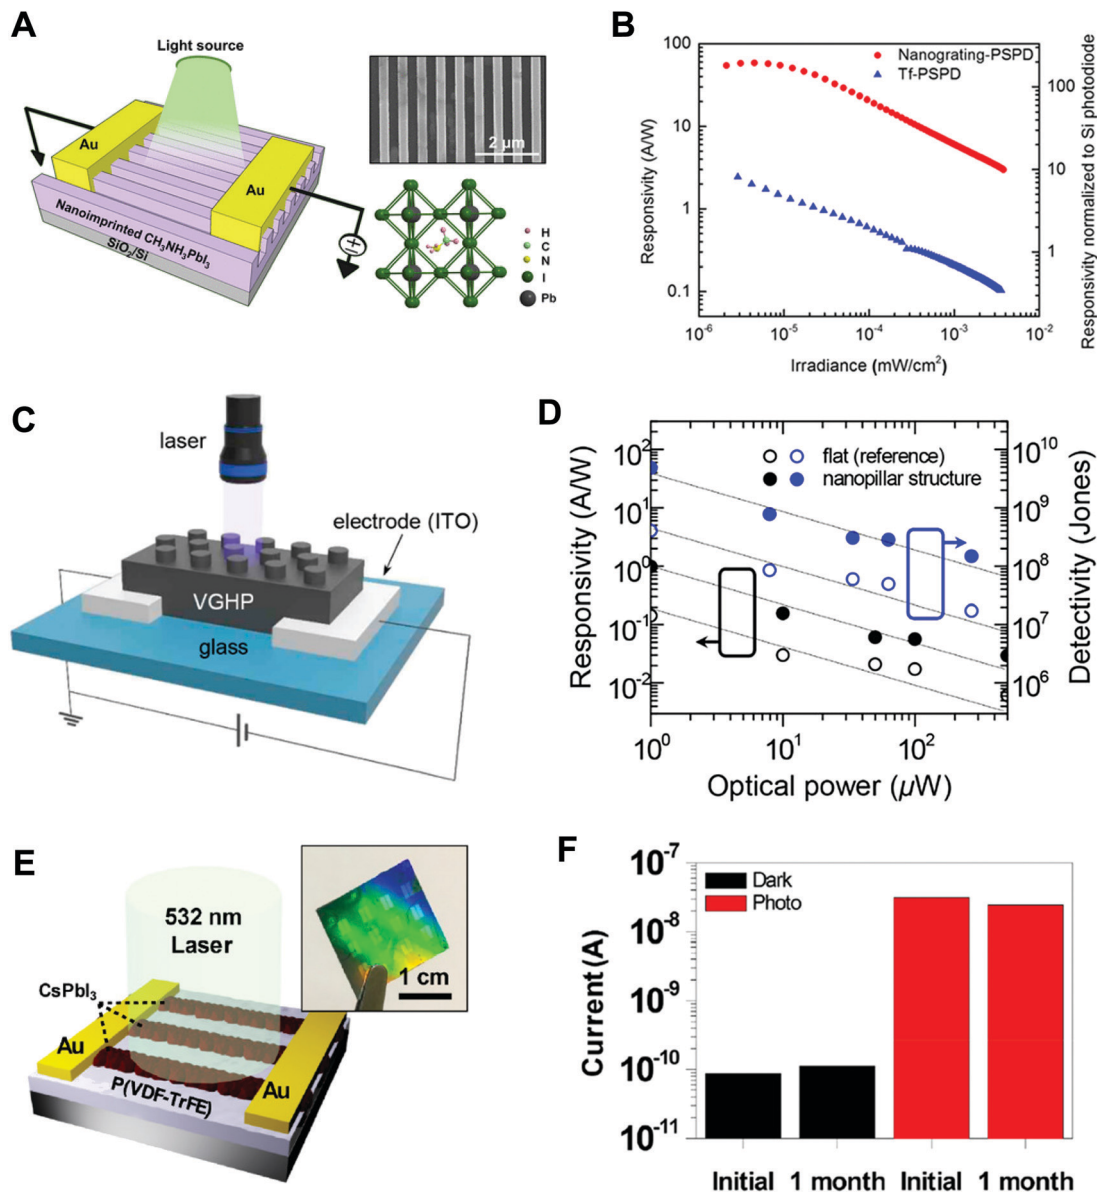 A
Light source
Au
Au
Nanoimprinted CH₃NH₃PbI₃
SiO₂/Si
2 µm
H
C
N
I
Pb
B
Nanograting-PSPD
Tf-PSPD
100
10
1
0.1
100
10
1
10⁻⁶
10⁻⁵
10⁻⁴
10⁻³
10⁻²
Responsivity (A/W)
Responsivity normalized to Si photodiode
Irradiance (mW/cm²)
C
laser
electrode (ITO)
VGHP
glass
D
flat (reference)
nanopillar structure
10²
10¹
10⁰
10⁻¹
10⁻²
10¹⁰
10⁹
10⁸
10⁷
10⁶
10⁰
10¹
10²
Responsivity (A/W)
Detectivity (Jones)
Optical power (µW)
E
532 nm
Laser
1 cm
CsPbI₃
Au
Au
P(VDF-TrFE)
F
Dark
Photo
10⁻⁷
10⁻⁸
10⁻⁹
10⁻¹⁰
10⁻¹¹
Current (A)
Initial
1 month
Initial
1 month